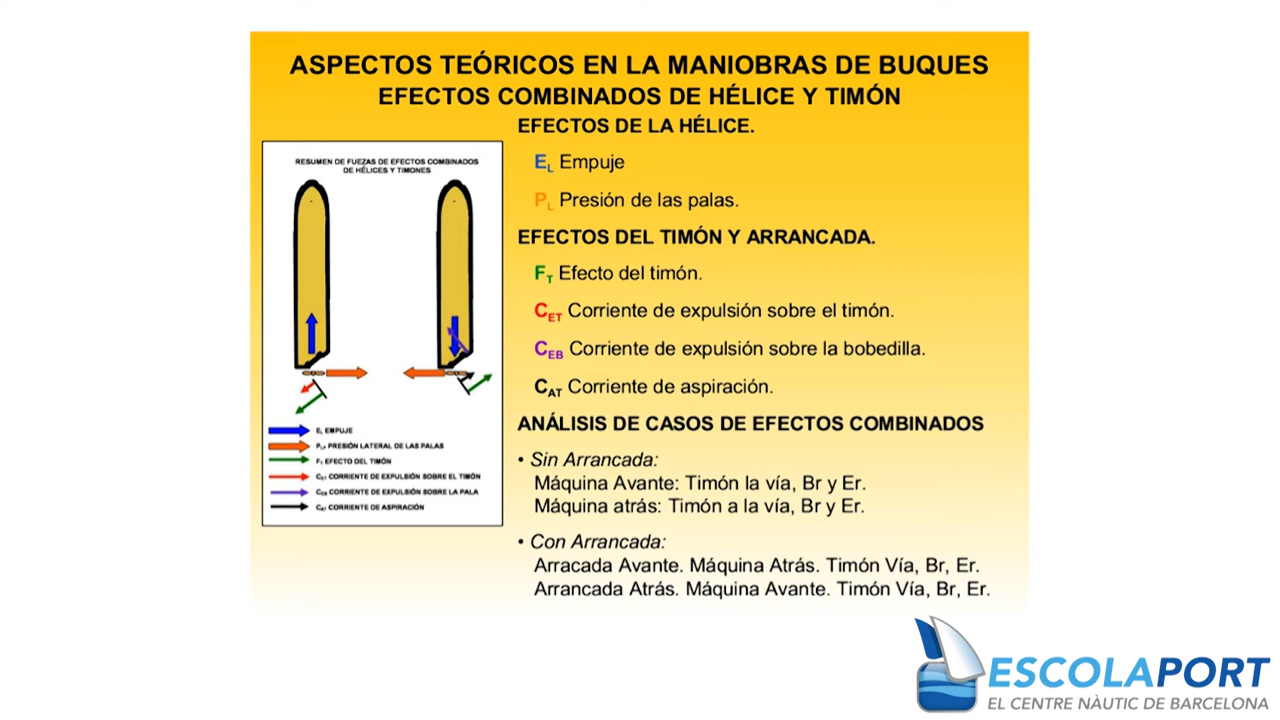 ASPECTOS TEÓRICOS EN LA MANIOBRAS DE BUQUES
EFECTOS COMBINADOS DE HÉLICE Y TIMÓN
EFECTOS DE LA HÉLICE.
EL Empuje
PL Presión de las palas.
EFECTOS DEL TIMÓN Y ARRANCADA.
FT Efecto del timón.
CET Corriente de expulsión sobre el timón.
CEB Corriente de expulsión sobre la bobedilla.
CAT Corriente de aspiración.
ANÁLISIS DE CASOS DE EFECTOS COMBINADOS
• Sin Arrancada:
Máquina Avante: Timón la vía, Br y Er.
Máquina atrás: Timón a la vía, Br y Er.
• Con Arrancada:
Arracada Avante. Máquina Atrás. Timón Vía, Br, Er.
Arrancada Atrás. Máquina Avante. Timón Vía, Br, Er.
RESUMEN DE FUEZAS DE EFECTOS COMBINADOS
DE HÉLICES Y TIMONES
EL EMPUJE
PLP PRESIÓN LATERAL DE LAS PALAS
FT EFECTO DEL TIMÓN
CET CORRIENTE DE EXPULSIÓN SOBRE EL TIMÓN
CEB CORRIENTE DE EXPULSIÓN SOBRE LA PALA
CAT CORRIENTE DE ASPIRACIÓN
ESCOLAPORT
EL CENTRE NÀUTIC DE BARCELONA